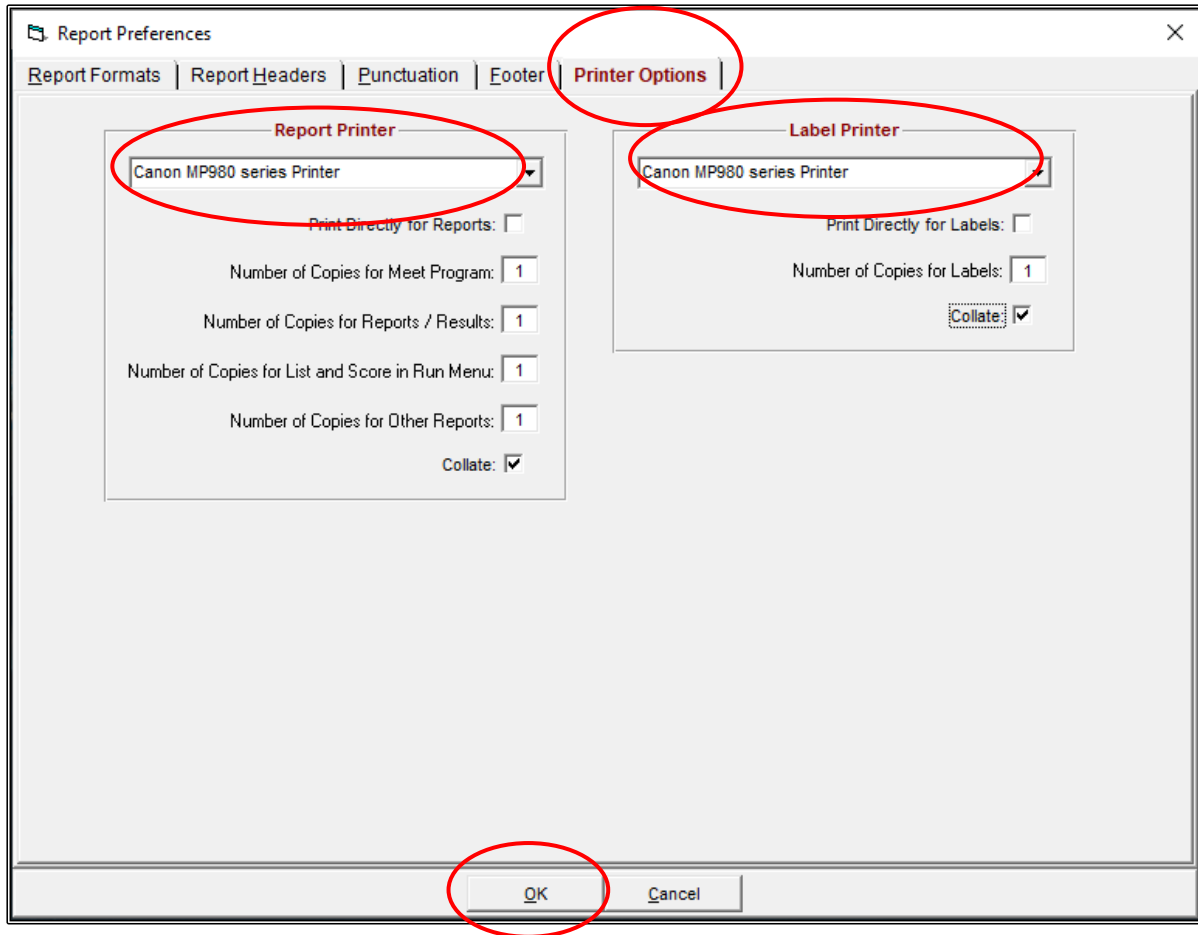 Report Preferences
Report Formats Report Headers Punctuation Footer Printer Options
Report Printer
Canon MP980 series Printer
Print Directly for Reports:
Number of Copies for Meet Program: 1
Number of Copies for Reports / Results: 1
Number of Copies for List and Score in Run Menu: 1
Number of Copies for Other Reports: 1
Collate:
Label Printer
Canon MP980 series Printer
Print Directly for Labels:
Number of Copies for Labels: 1
Collate:
OK Cancel